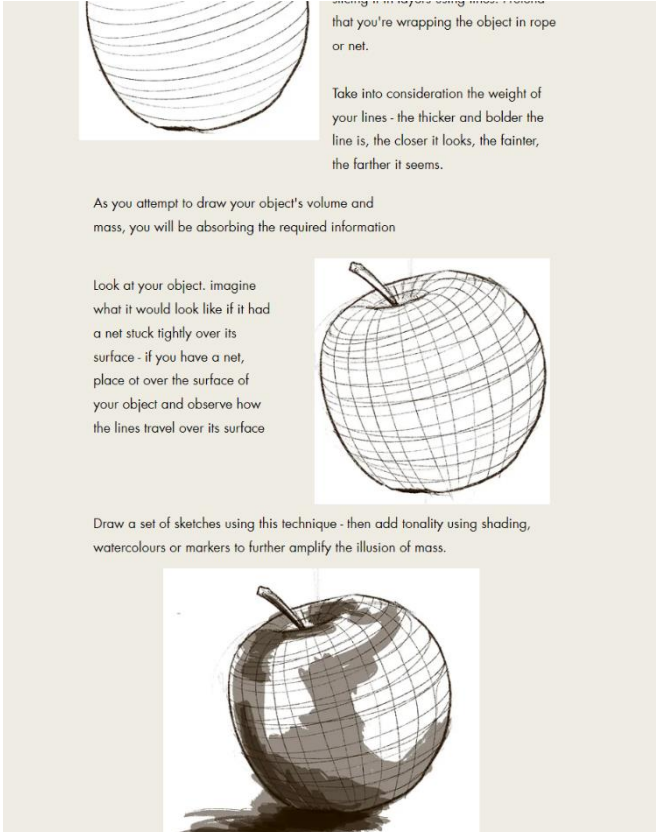 that you're wrapping the object in rope
or net.
Take into consideration the weight of
your lines - the thicker and bolder the
line is, the closer it looks, the fainter,
the farther it seems.
As you attempt to draw your object's volume and
mass, you will be absorbing the required information
Look at your object. imagine
what it would look like if it had
a net stuck tightly over its
surface - if you have a net,
place ot over the surface of
your object and observe how
the lines travel over its surface
Draw a set of sketches using this technique - then add tonality using shading,
watercolours or markers to further amplify the illusion of mass.